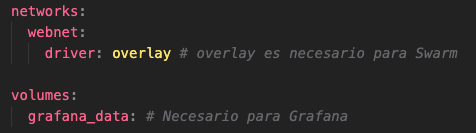 networks:
  webnet:
    driver: overlay # overlay es necesario para Swarm

volumes:
  grafana_data: # Necesario para Grafana